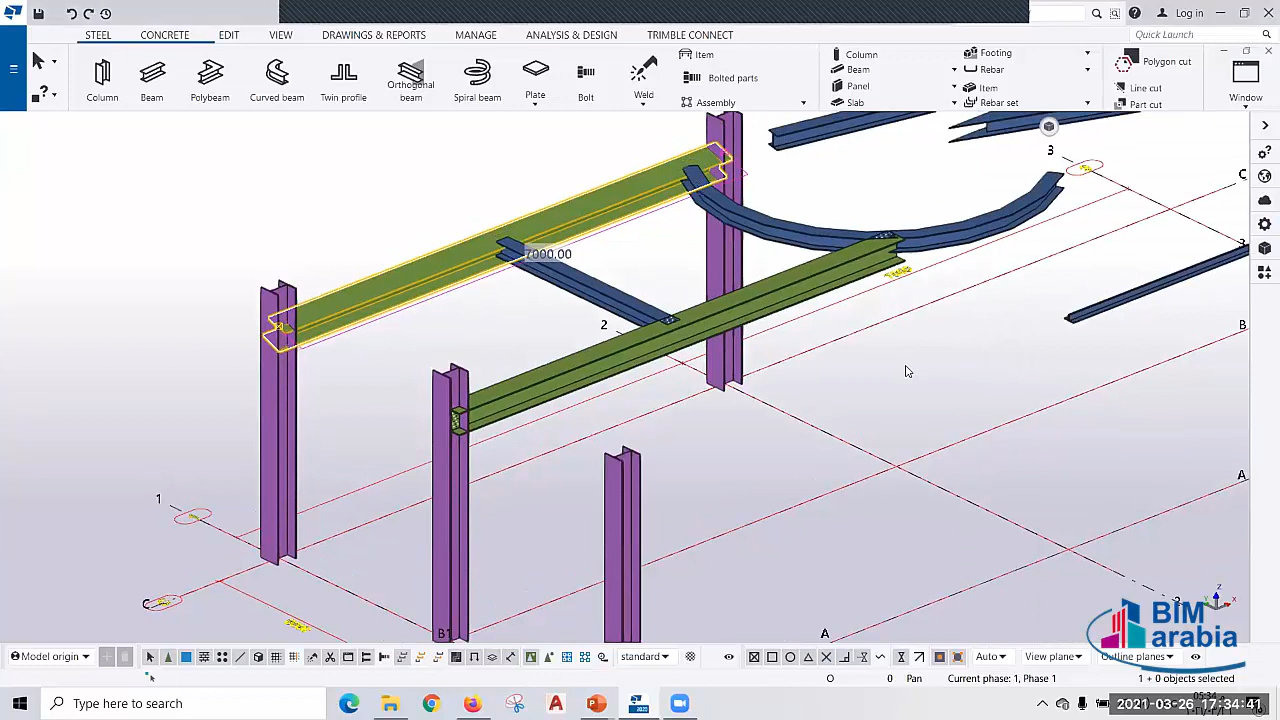 Log in
STEEL CONCRETE EDIT VIEW DRAWINGS & REPORTS MANAGE ANALYSIS & DESIGN TRIMBLE CONNECT Quick Launch
Column Beam Polybeam Curved beam Twin profile Orthogonal beam Spiral beam Plate Bolt Weld
Item
Bolted parts
Assembly
Column
Beam
Panel
Slab
Footing
Rebar
Item
Rebar set
Polygon cut
Line cut
Part cut
Window
3
C
7000.00
2
B
A
1
C
B1
A
Z
BIM
arabia
Model origin standard Auto View plane Outline planes
O 0 Pan Current phase: 1, Phase 1 1 + 0 objects selected
Type here to search
2021-03-26 17:34:41